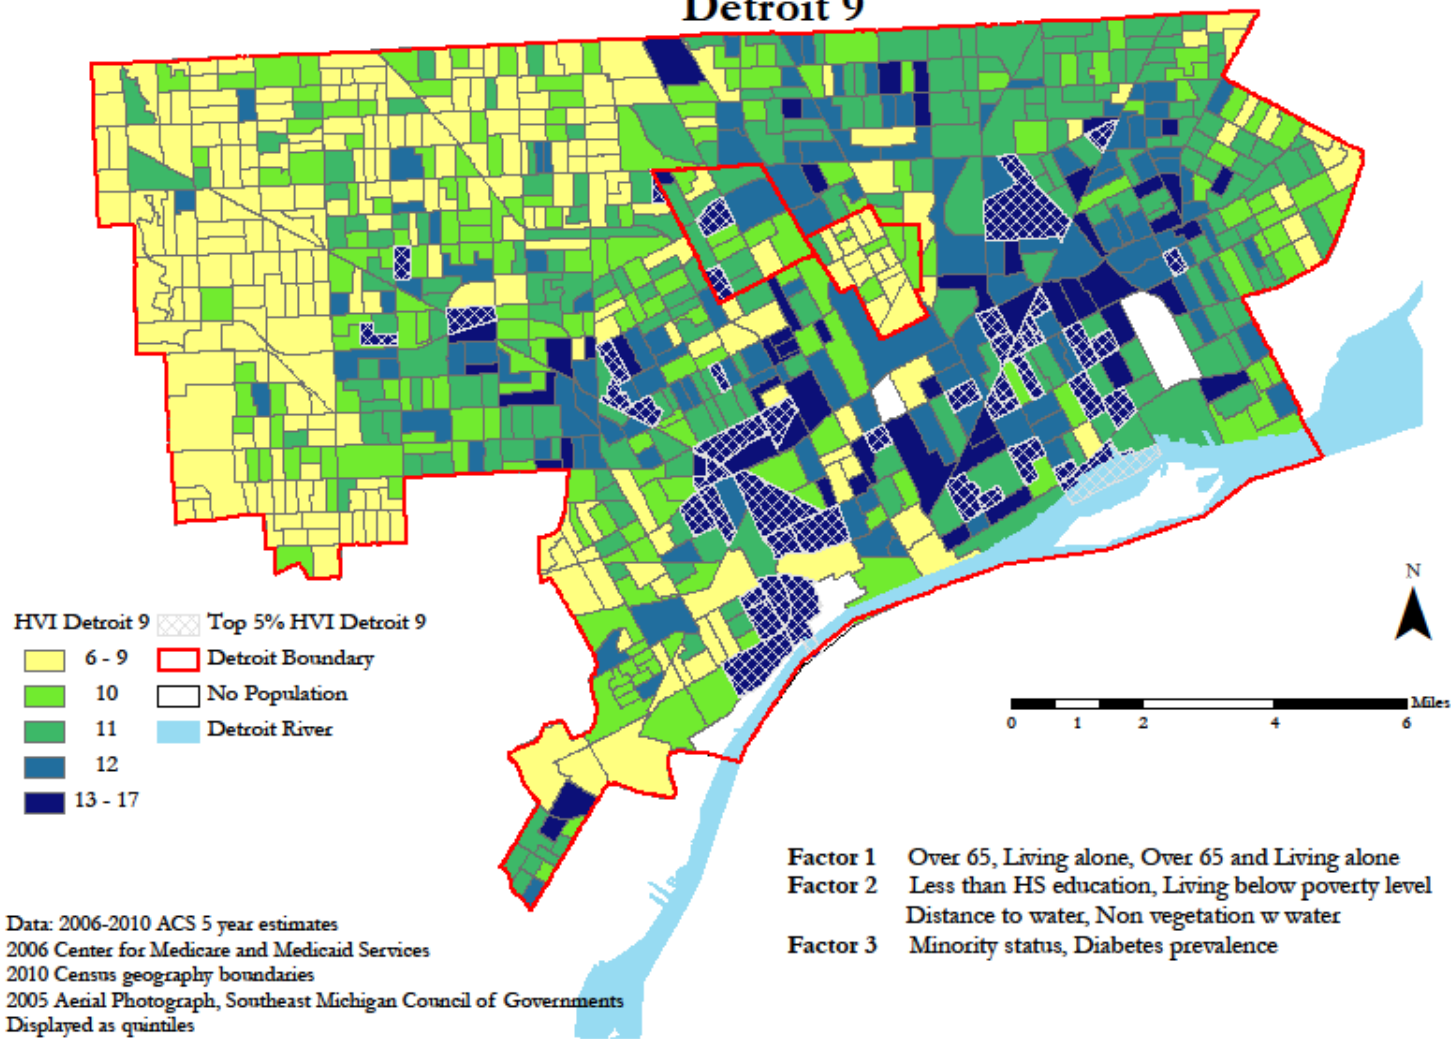 Detroit 9
HVI Detroit 9
Top 5% HVI Detroit 9
6 - 9
Detroit Boundary
10
No Population
11
Detroit River
12
13 - 17
N
Miles
0 1 2 4 6
Factor 1 Over 65, Living alone, Over 65 and Living alone
Factor 2 Less than HS education, Living below poverty level
Distance to water, Non vegetation w water
Factor 3 Minority status, Diabetes prevalence
Data: 2006-2010 ACS 5 year estimates
2006 Center for Medicare and Medicaid Services
2010 Census geography boundaries
2005 Aerial Photograph, Southeast Michigan Council of Governments
Displayed as quintiles